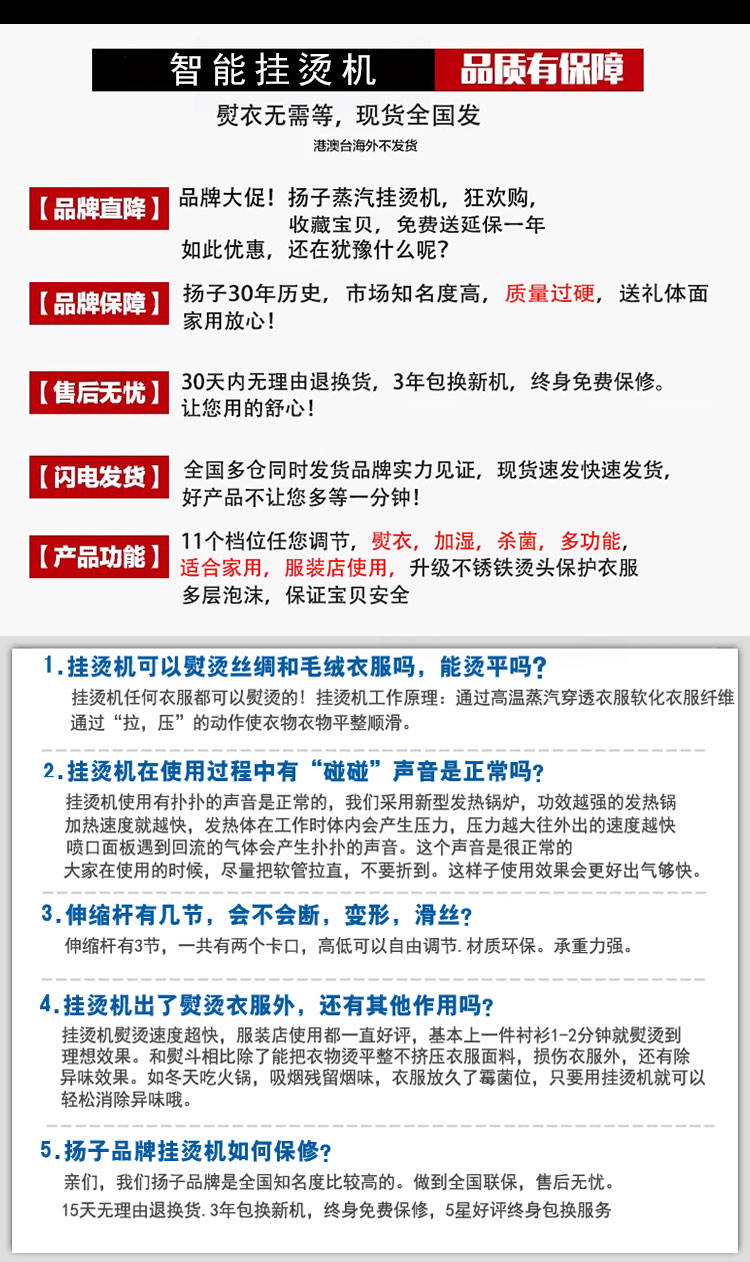 智能挂烫机 品质有保障
熨衣无需等，现货全国发
港澳台海外不发货
【品牌直降】 品牌大促！扬子蒸汽挂烫机，狂欢购，
收藏宝贝，免费送延保一年
如此优惠，还在犹豫什么呢？
【品牌保障】 扬子30年历史，市场知名度高，质量过硬，送礼体面
家用放心！
【售后无忧】 30天内无理由退换货，3年包换新机，终身免费保修。
让您用的舒心！
【闪电发货】 全国多仓同时发货品牌实力见证，现货速发快速发货，
好产品不让您多等一分钟！
【产品功能】 11个档位任您调节，熨衣，加湿，杀菌，多功能，
适合家用，服装店使用，升级不锈铁烫头保护衣服
多层泡沫，保证宝贝安全
1.挂烫机可以熨烫丝绸和毛绒衣服吗，能烫平吗？
挂烫机任何衣服都可以熨烫的！挂烫机工作原理：通过高温蒸汽穿透衣服软化衣服纤维
通过“拉，压”的动作使衣物衣物平整顺滑。
2.挂烫机在使用过程中有“碰碰”声音是正常吗？
挂烫机使用有扑扑的声音是正常的，我们采用新型发热锅炉，功效越强的发热锅
加热速度就越快，发热体在工作时体内会产生压力，压力越大往外出的速度越快
喷口面板遇到回流的气体会产生扑扑的声音。这个声音是很正常的
大家在使用的时候，尽量把软管拉直，不要折到。这样子使用效果会更好出气够快。
3.伸缩杆有几节，会不会断，变形，滑丝？
伸缩杆有3节，一共有两个卡口，高低可以自由调节.材质环保。承重力强。
4.挂烫机出了熨烫衣服外，还有其他作用吗？
挂烫机熨烫速度超快，服装店使用都一直好评，基本上一件衬衫1-2分钟就熨烫到
理想效果。和熨斗相比除了能把衣物烫平整不挤压衣服面料，损伤衣服外，还有除
异味效果。如冬天吃火锅，吸烟残留烟味，衣服放久了霉菌位，只要用挂烫机就可以
轻松消除异味哦。
5.扬子品牌挂烫机如何保修？
亲们，我们扬子品牌是全国知名度比较高的。做到全国联保，售后无忧。
15天无理由退换货.3年包换新机，终身免费保修，5星好评终身包换服务